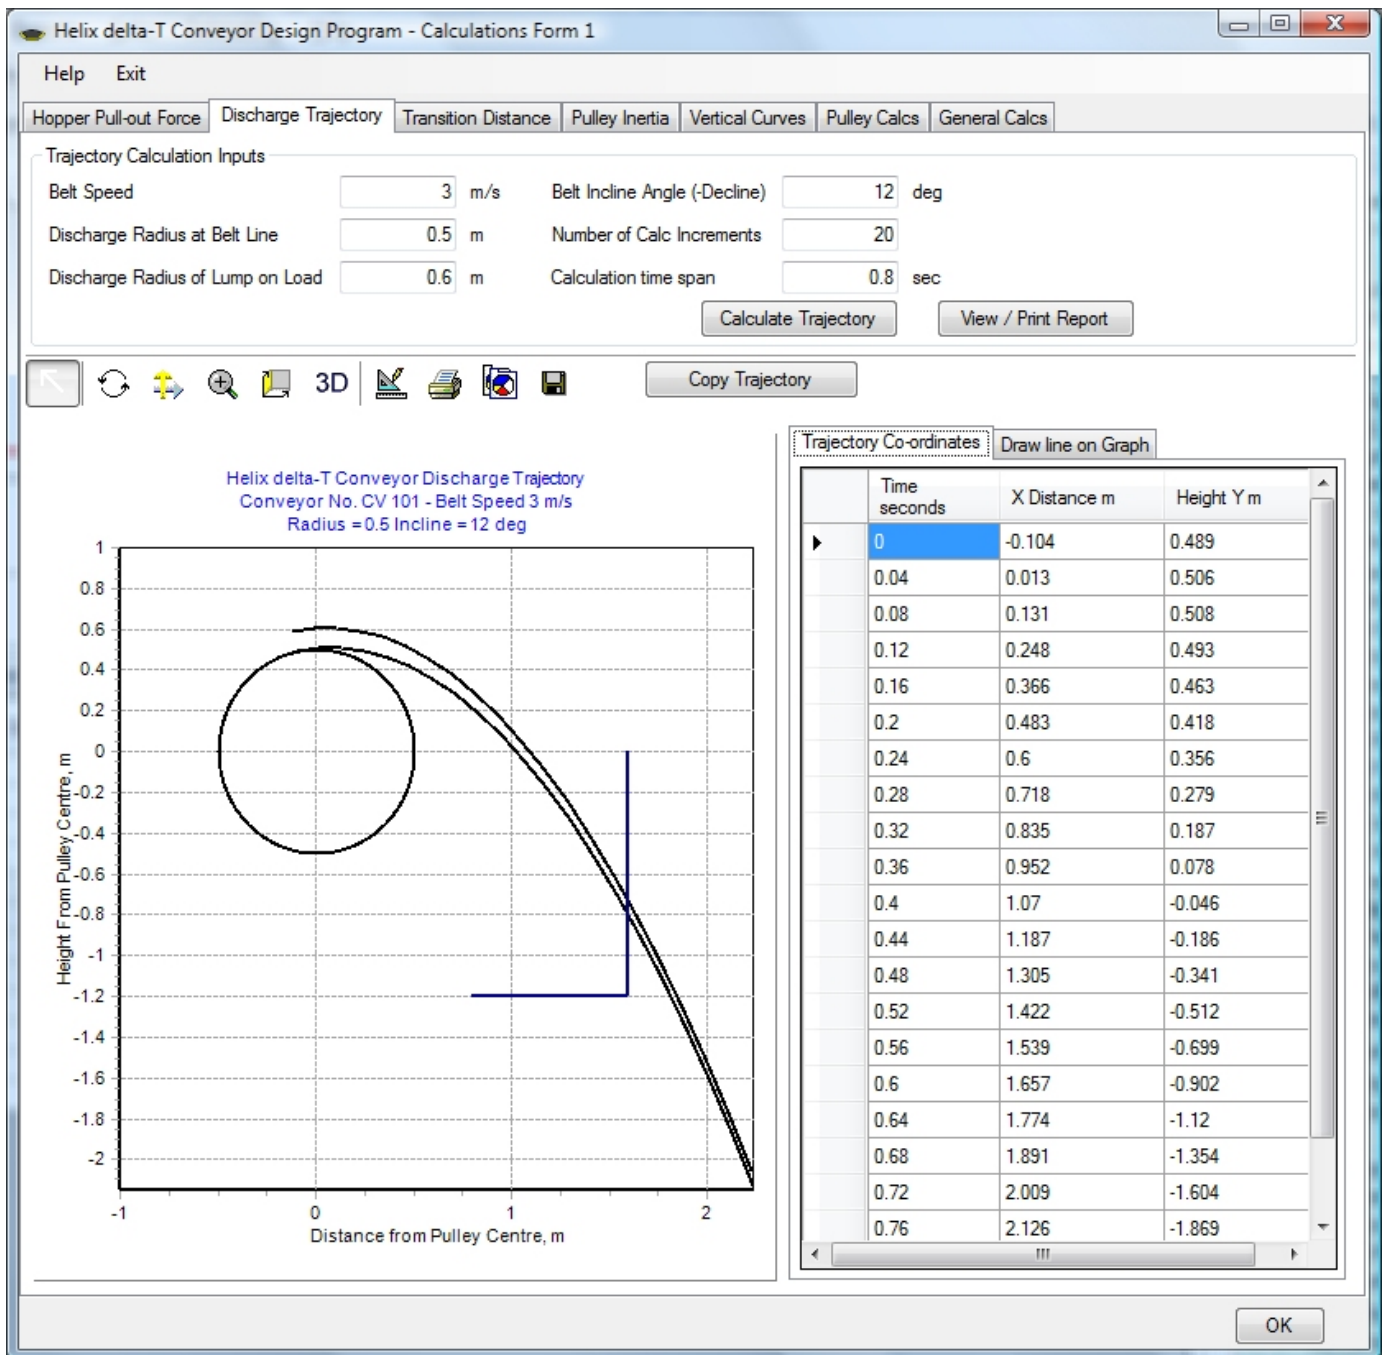 Helix delta-T Conveyor Design Program - Calculations Form 1
Help Exit
Hopper Pull-out Force Discharge Trajectory Transition Distance Pulley Inertia Vertical Curves Pulley Calcs General Calcs
Trajectory Calculation Inputs
Belt Speed 3 m/s Belt Incline Angle (-Decline) 12 deg
Discharge Radius at Belt Line 0.5 m Number of Calc Increments 20
Discharge Radius of Lump on Load 0.6 m Calculation time span 0.8 sec
Calculate Trajectory View / Print Report
3D Copy Trajectory
Helix delta-T Conveyor Discharge Trajectory
Conveyor No. CV 101 - Belt Speed 3 m/s
Radius = 0.5 Incline = 12 deg
Height From Pulley Centre, m
1
0.8
0.6
0.4
0.2
0
-0.2
-0.4
-0.6
-0.8
-1
-1.2
-1.4
-1.6
-1.8
-2
-1 0 1 2
Distance from Pulley Centre, m
Trajectory Co-ordinates Draw line on Graph
Time seconds X Distance m Height Y m
0 -0.104 0.489
0.04 0.013 0.506
0.08 0.131 0.508
0.12 0.248 0.493
0.16 0.366 0.463
0.2 0.483 0.418
0.24 0.6 0.356
0.28 0.718 0.279
0.32 0.835 0.187
0.36 0.952 0.078
0.4 1.07 -0.046
0.44 1.187 -0.186
0.48 1.305 -0.341
0.52 1.422 -0.512
0.56 1.539 -0.699
0.6 1.657 -0.902
0.64 1.774 -1.12
0.68 1.891 -1.354
0.72 2.009 -1.604
0.76 2.126 -1.869
OK